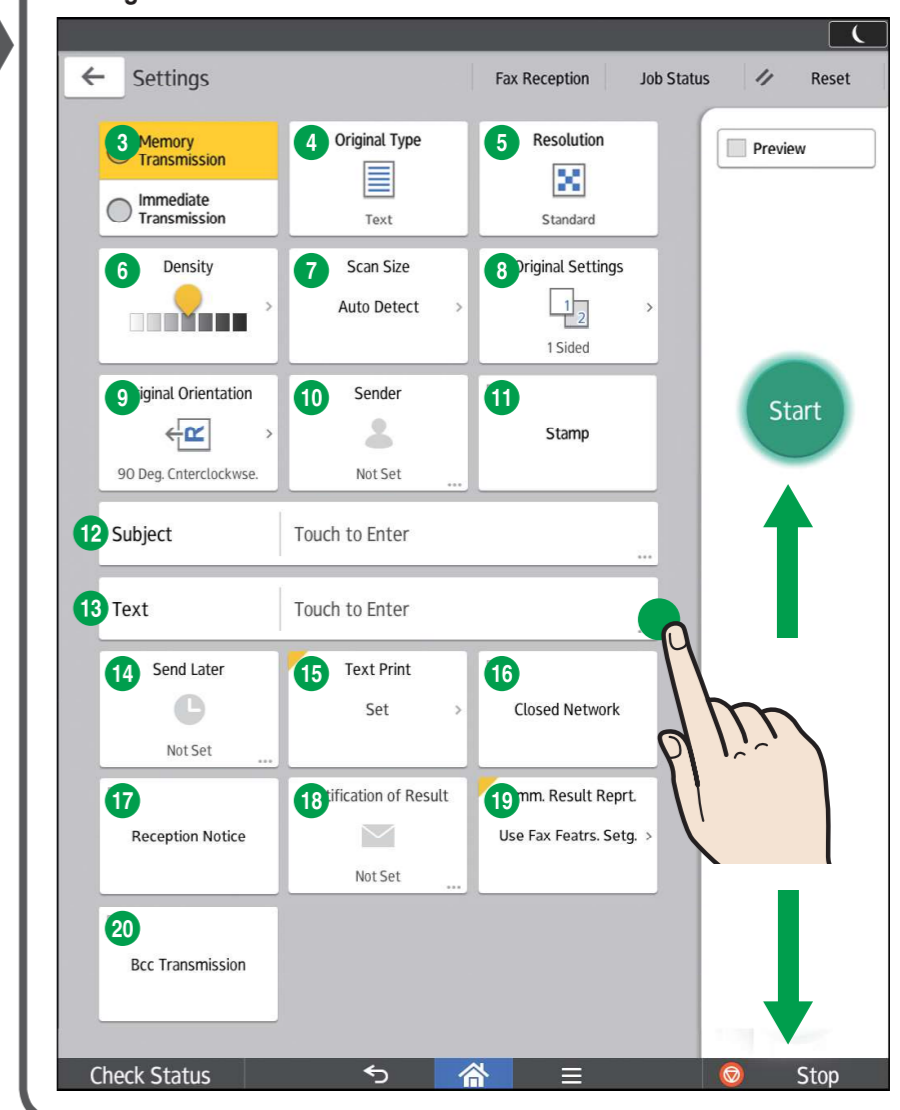 Settings
Fax Reception
Job Status
Reset
3
Memory
Transmission
Immediate
Transmission
4
Original Type
Text
5
Resolution
Standard
Preview
6
Density
7
Scan Size
Auto Detect
8
Original Settings
1
2
1 Sided
9
iginal Orientation
R
90 Deg. Cnterclockwse.
10
Sender
Not Set
11
Stamp
Start
12
Subject
Touch to Enter
13
Text
Touch to Enter
14
Send Later
Not Set
15
Text Print
Set
16
Closed Network
17
Reception Notice
18
tification of Result
Not Set
19
mm. Result Reprt.
Use Fax Featrs. Setg.
20
Bcc Transmission
Check Status
Stop